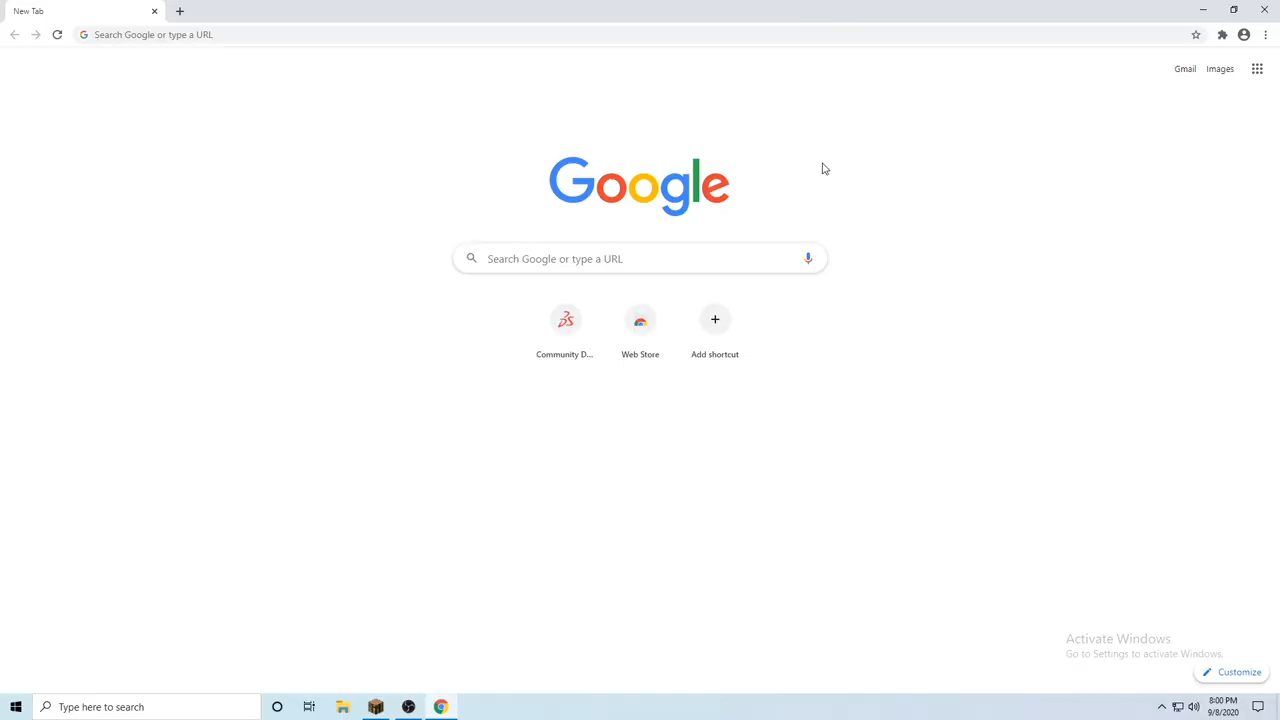 New Tab
Search Google or type a URL
Gmail Images
Google
Search Google or type a URL
Community D... Web Store Add shortcut
Activate Windows
Go to Settings to activate Windows.
Customize
Type here to search
8:00 PM
9/8/2020